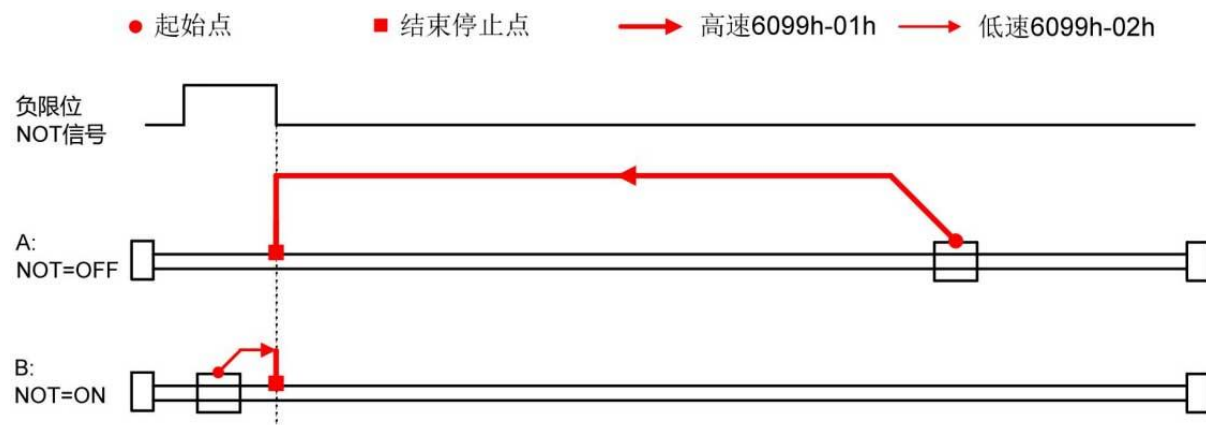 起始点 结束停止点 高速6099h-01h 低速6099h-02h
负限位
NOT信号
A:
NOT=OFF
B:
NOT=ON